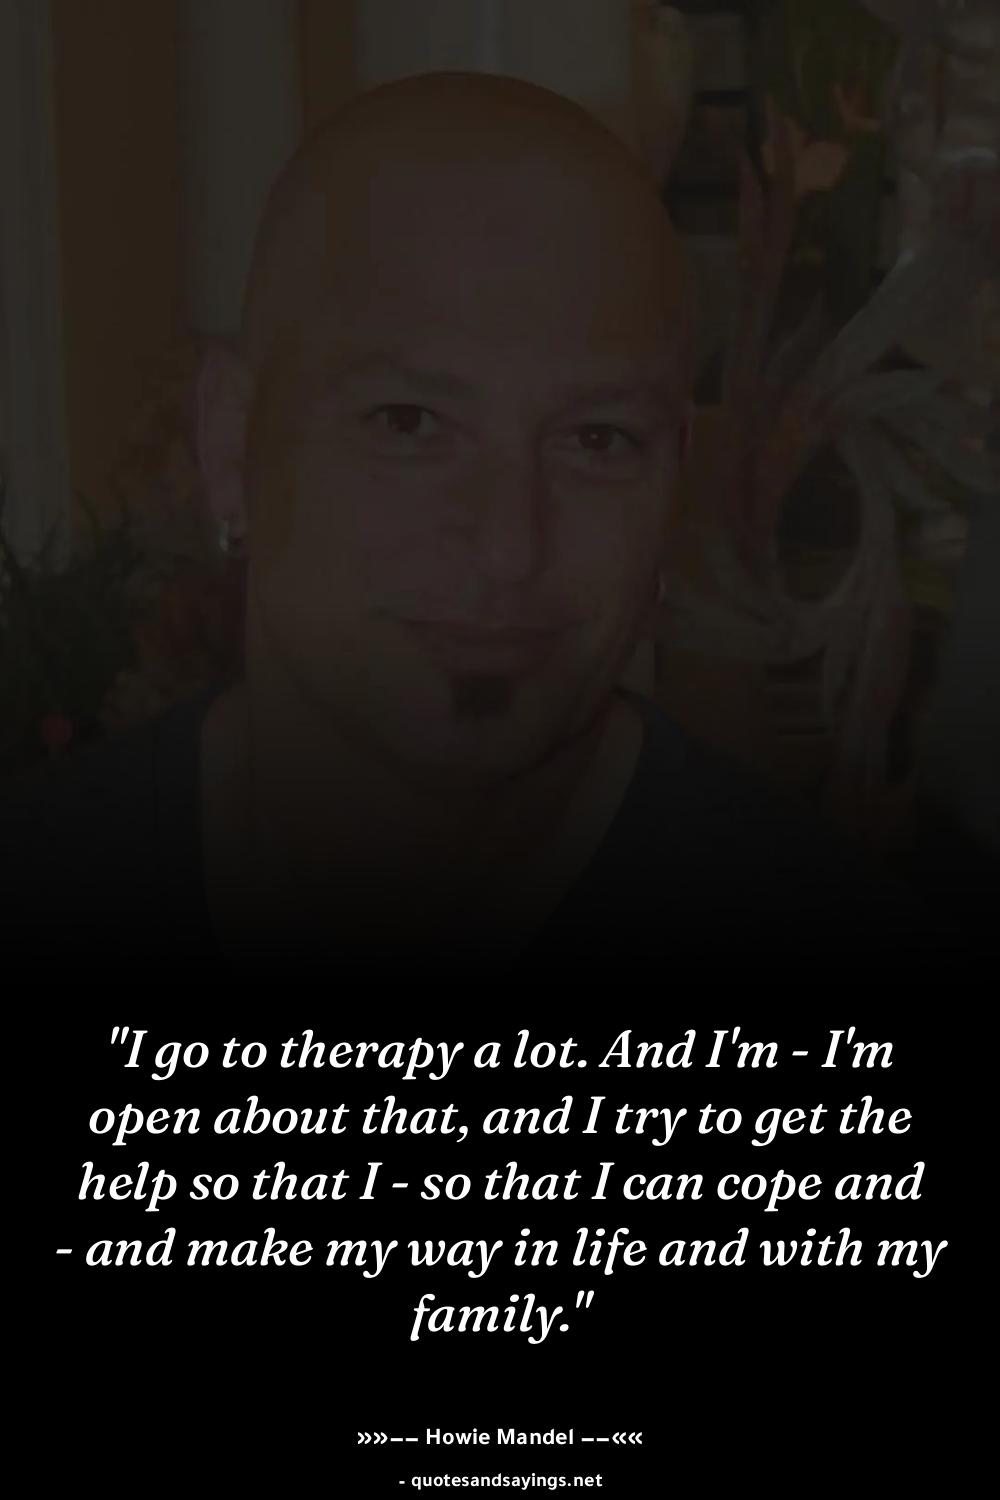 "I go to therapy a lot. And I'm - I'm
open about that, and I try to get the
help so that I - so that I can cope and
- and make my way in life and with my
family."
»»—— Howie Mandel ——««
- quotesandsayings.net